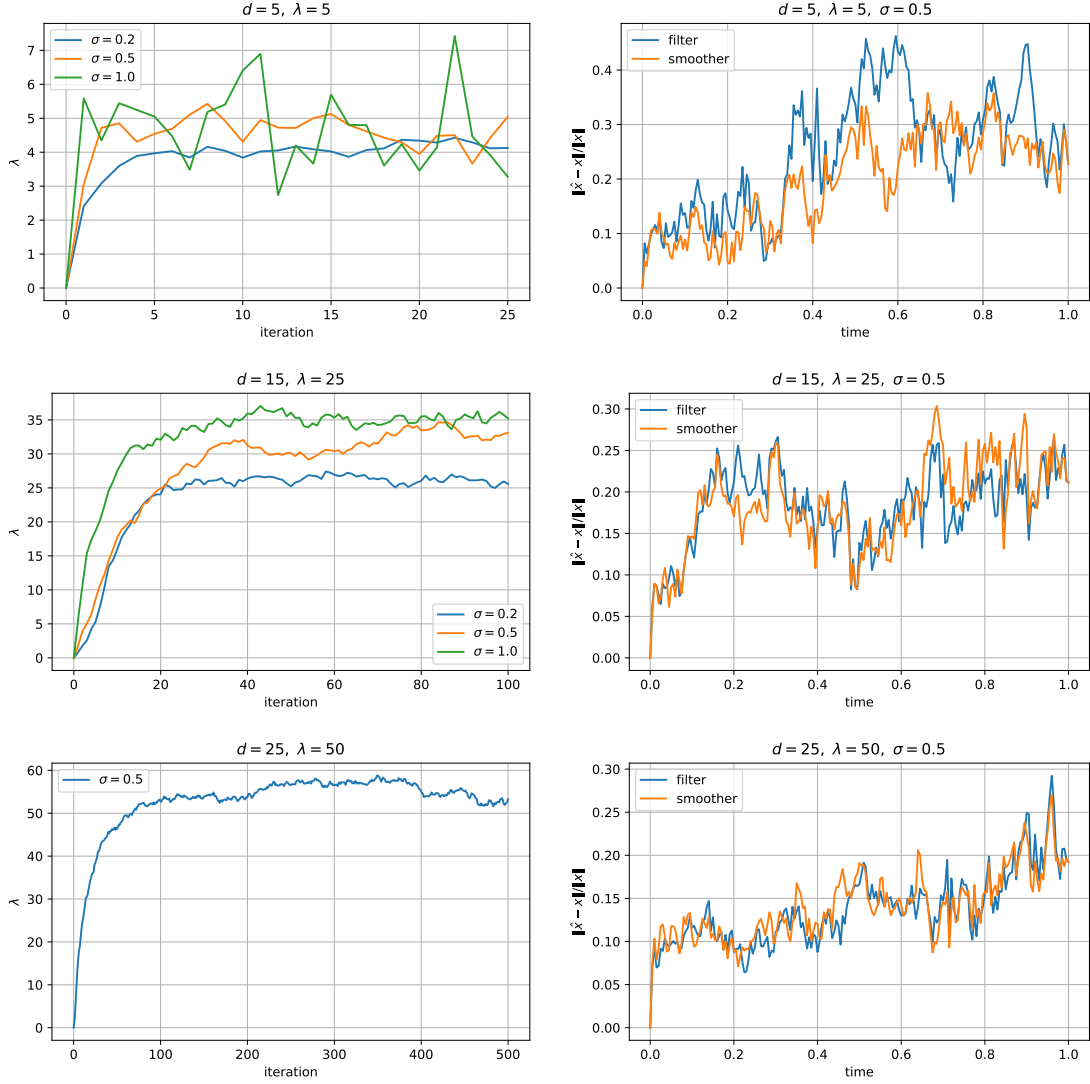 d = 5, λ = 5
7
6
5
4
3
2
1
0
λ
σ = 0.2
σ = 0.5
σ = 1.0
0 5 10 15 20 25
iteration
d = 5, λ = 5, σ = 0.5
0.4
0.3
0.2
0.1
0.0
‖x̂ − x‖/‖x‖
filter
smoother
0.0 0.2 0.4 0.6 0.8 1.0
time
d = 15, λ = 25
35
30
25
20
15
10
5
0
λ
σ = 0.2
σ = 0.5
σ = 1.0
0 20 40 60 80 100
iteration
d = 15, λ = 25, σ = 0.5
0.30
0.25
0.20
0.15
0.10
0.05
0.00
‖x̂ − x‖/‖x‖
filter
smoother
0.0 0.2 0.4 0.6 0.8 1.0
time
d = 25, λ = 50
60
50
40
30
20
10
0
λ
σ = 0.5
0 100 200 300 400 500
iteration
d = 25, λ = 50, σ = 0.5
0.30
0.25
0.20
0.15
0.10
0.05
0.00
‖x̂ − x‖/‖x‖
filter
smoother
0.0 0.2 0.4 0.6 0.8 1.0
time